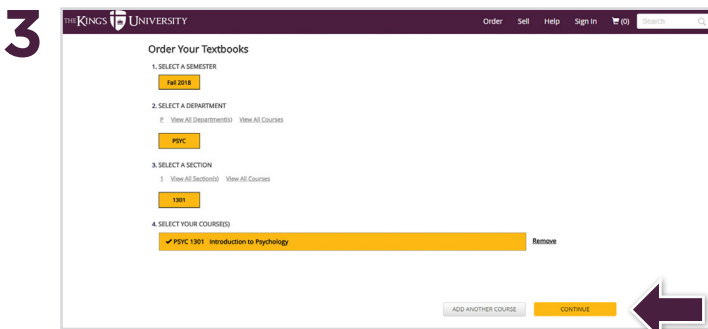 3
THE KINGS UNIVERSITY
Order Sell Help Sign In (0) Search
Order Your Textbooks
1. SELECT A SEMESTER
Fall 2018
2. SELECT A DEPARTMENT
P View All Department(s) View All Courses
PSYC
3. SELECT A SECTION
1 View All Section(s) View All Courses
1301
4. SELECT YOUR COURSE(S)
PSYC 1301 Introduction to Psychology Remove
ADD ANOTHER COURSE CONTINUE